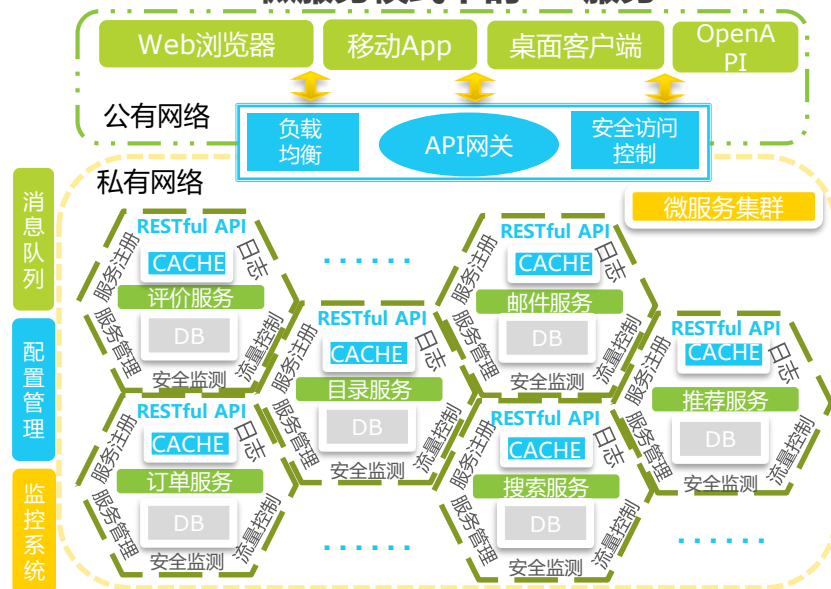 Web浏览器
移动App
桌面客户端
OpenA
PI
公有网络
负载
均衡
API网关
安全访问
控制
私有网络
微服务集群
消息队列
配置管理
监控系统
RESTful API
服务注册
CACHE
日志
评价服务
服务管理
DB
流量控制
安全监测
RESTful API
服务注册
CACHE
日志
邮件服务
服务管理
DB
流量控制
安全监测
RESTful API
服务注册
CACHE
日志
目录服务
服务管理
DB
流量控制
安全监测
RESTful API
服务注册
CACHE
日志
推荐服务
服务管理
DB
流量控制
安全监测
RESTful API
服务注册
CACHE
日志
订单服务
服务管理
DB
流量控制
安全监测
RESTful API
服务注册
CACHE
日志
搜索服务
服务管理
DB
流量控制
安全监测